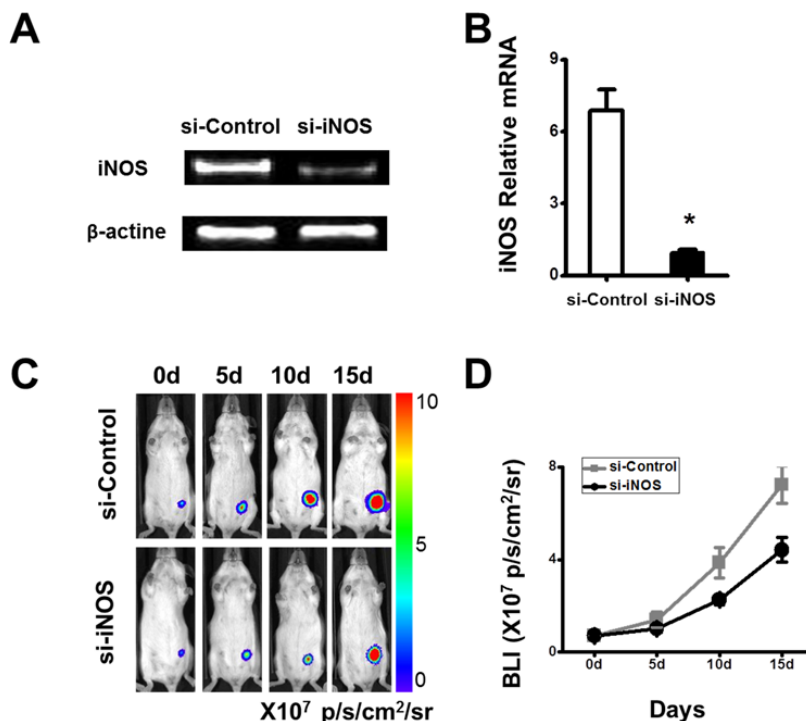 A
si-Control si-iNOS
iNOS
β-actine
B
iNOS Relative mRNA
9
6
3
0
*
si-Control si-iNOS
C
0d 5d 10d 15d
si-Control
si-iNOS
10
5
0
X10⁷ p/s/cm²/sr
D
BLI (X10⁷ p/s/cm²/sr)
8
4
0
si-Control
si-iNOS
0d 5d 10d 15d
Days